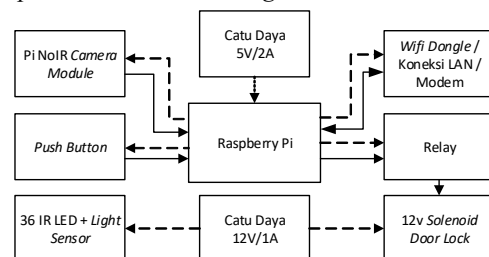 Pi NoIR Camera
Module
Catu Daya
5V/2A
Wifi Dongle /
Koneksi LAN /
Modem
Push Button
Raspberry Pi
Relay
36 IR LED + Light
Sensor
Catu Daya
12V/1A
12v Solenoid
Door Lock